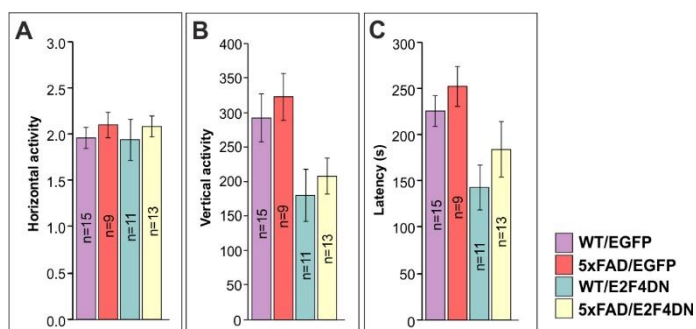 A
Horizontal activity
3.0
2.5
2.0
1.5
1.0
0.5
0.0
n=15
n=9
n=11
n=13
B
Vertical activity
400
350
300
250
200
150
100
50
0
n=15
n=9
n=11
n=13
C
Latency (s)
300
250
200
150
100
50
0
n=15
n=9
n=11
n=13
WT/EGFP
5xFAD/EGFP
WT/E2F4DN
5xFAD/E2F4DN